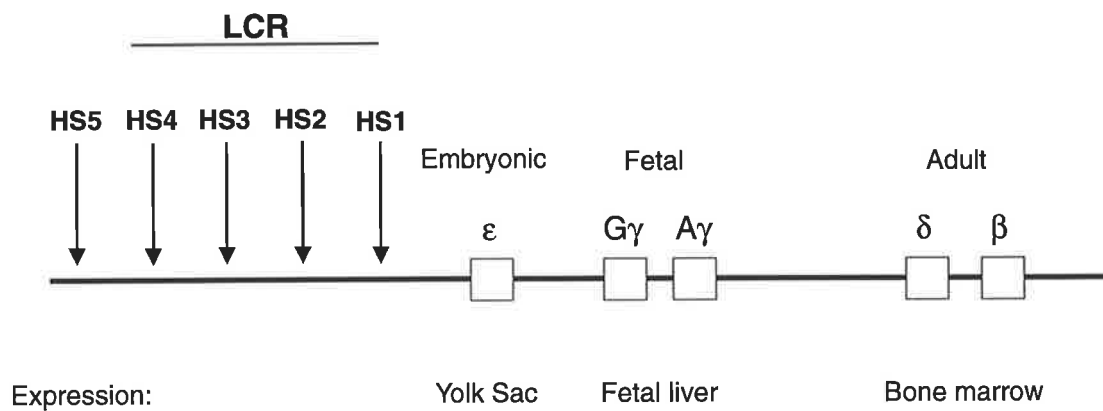 LCR
HS5 HS4 HS3 HS2 HS1
Embryonic Fetal Adult
ε Gγ Aγ δ β
Expression: Yolk Sac Fetal liver Bone marrow